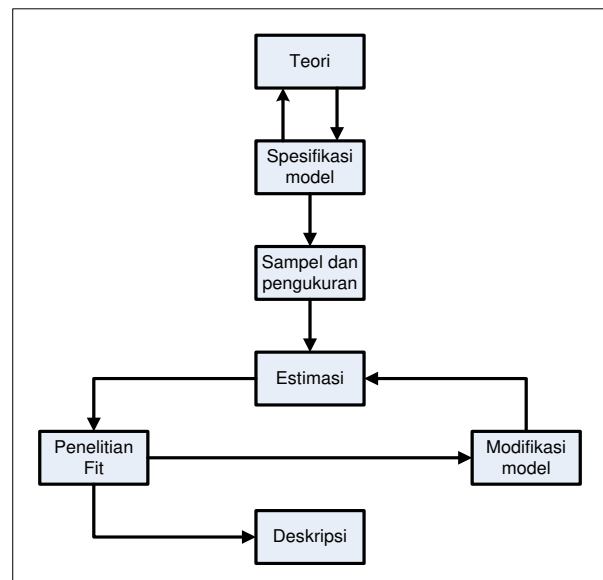 Teori
Spesifikasi
model
Sampel dan
pengukuran
Estimasi
Penelitian
Fit
Modifikasi
model
Deskripsi